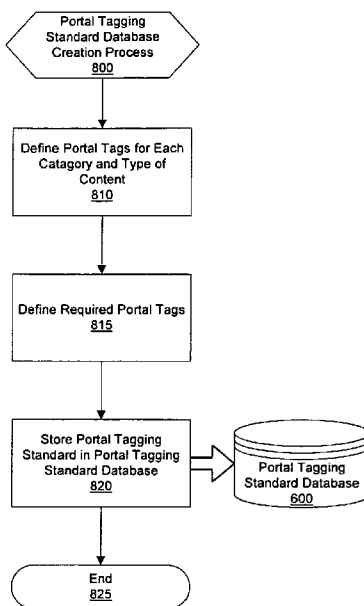 Portal Tagging
Standard Database
Creation Process
800
Define Portal Tags for Each
Catagory and Type of
Content
810
Define Required Portal Tags
815
Store Portal Tagging
Standard in Portal Tagging
Standard Database
820
Portal Tagging
Standard Database
600
End
825